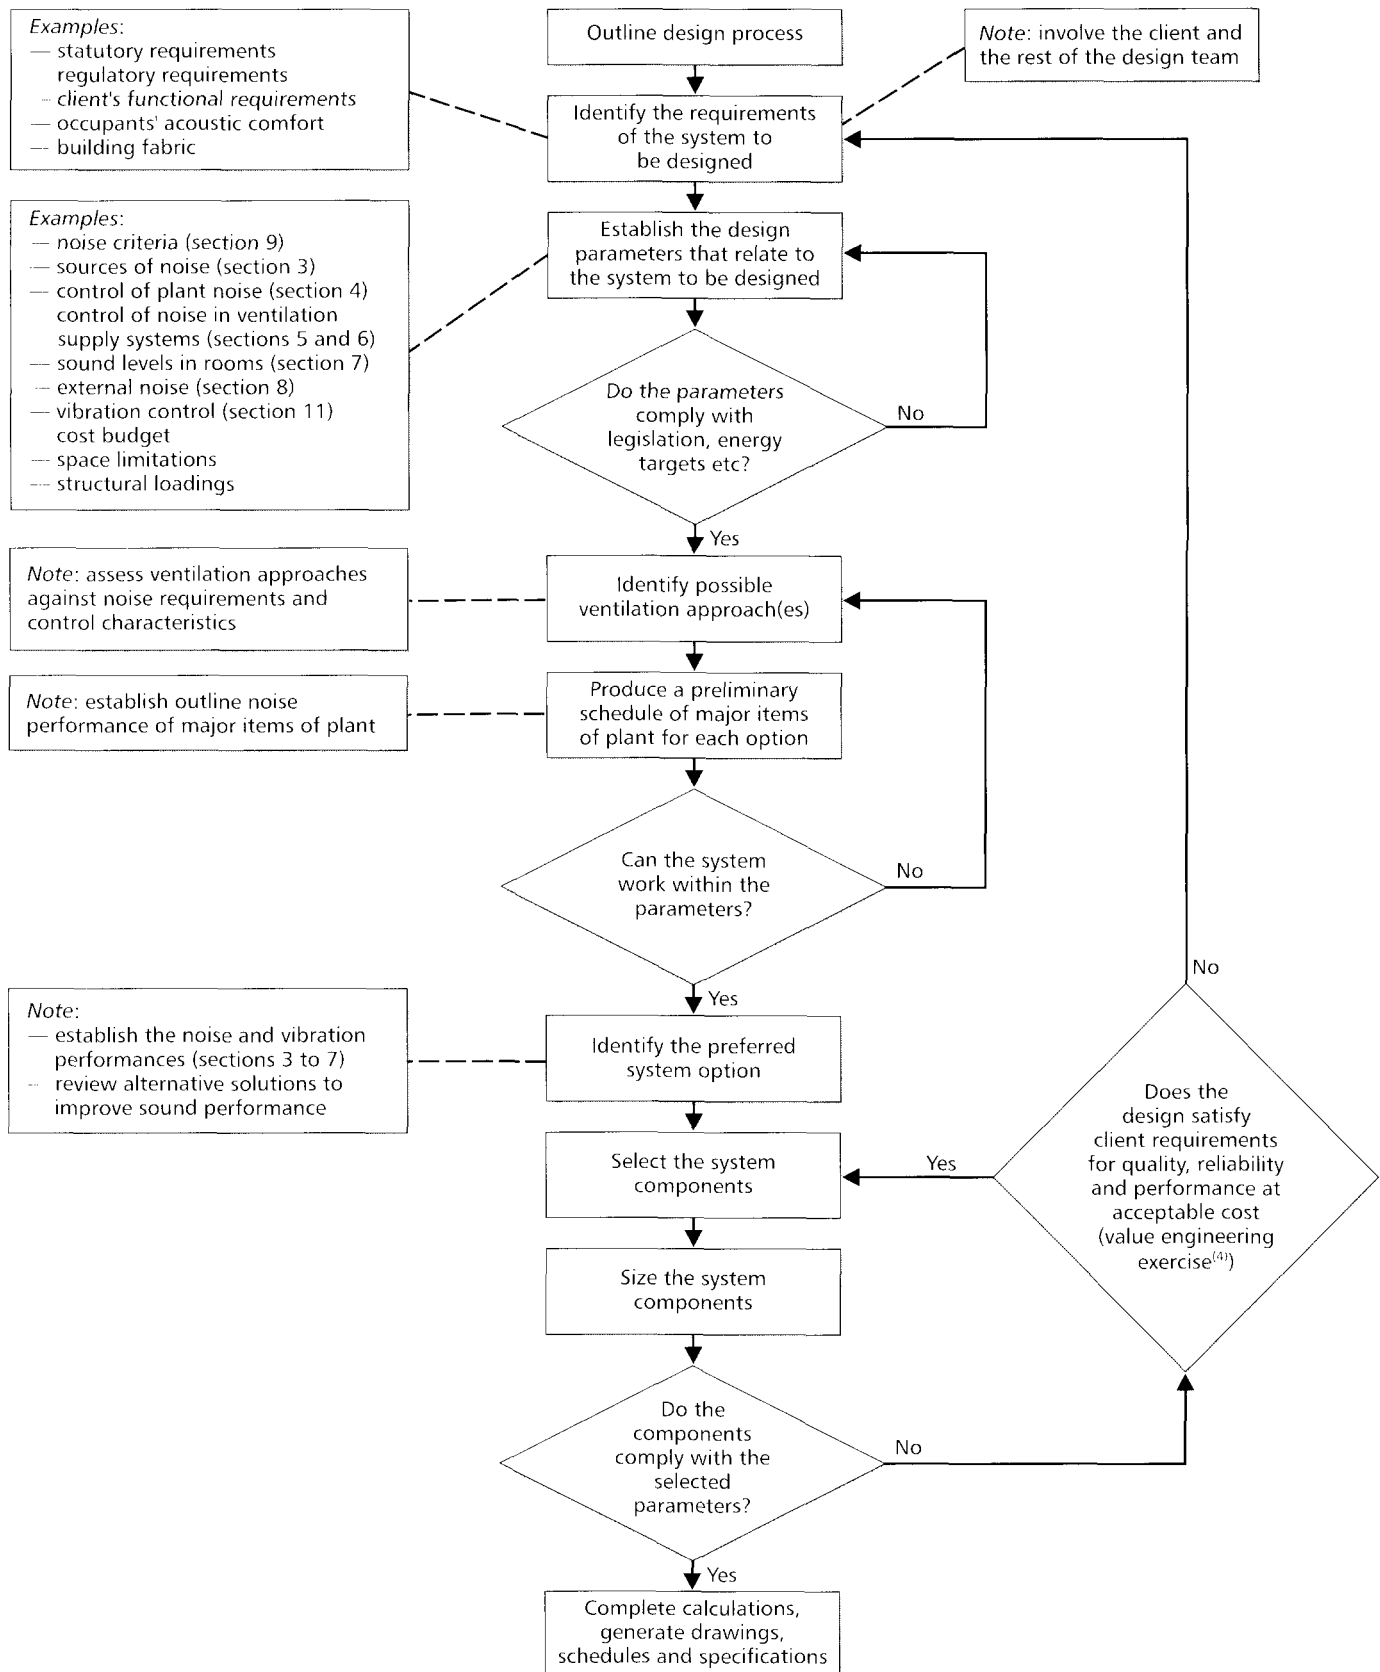 Examples:
— statutory requirements
regulatory requirements
— client's functional requirements
— occupants' acoustic comfort
— building fabric
Outline design process
Note: involve the client and
the rest of the design team
Identify the requirements
of the system to
be designed
Examples:
— noise criteria (section 9)
— sources of noise (section 3)
— control of plant noise (section 4)
control of noise in ventilation
supply systems (sections 5 and 6)
— sound levels in rooms (section 7)
— external noise (section 8)
— vibration control (section 11)
cost budget
— space limitations
— structural loadings
Establish the design
parameters that relate to
the system to be designed
Do the parameters
comply with
legislation, energy
targets etc?
No
Yes
Note: assess ventilation approaches
against noise requirements and
control characteristics
Identify possible
ventilation approach(es)
Note: establish outline noise
performance of major items of plant
Produce a preliminary
schedule of major items
of plant for each option
Can the system
work within the
parameters?
No
Yes
Note:
— establish the noise and vibration
performances (sections 3 to 7)
— review alternative solutions to
improve sound performance
Identify the preferred
system option
Select the system
components
Yes
No
Does the
design satisfy
client requirements
for quality, reliability
and performance at
acceptable cost
(value engineering
exercise(4))
Size the system
components
Do the
components
comply with the
selected
parameters?
No
Yes
Complete calculations,
generate drawings,
schedules and specifications